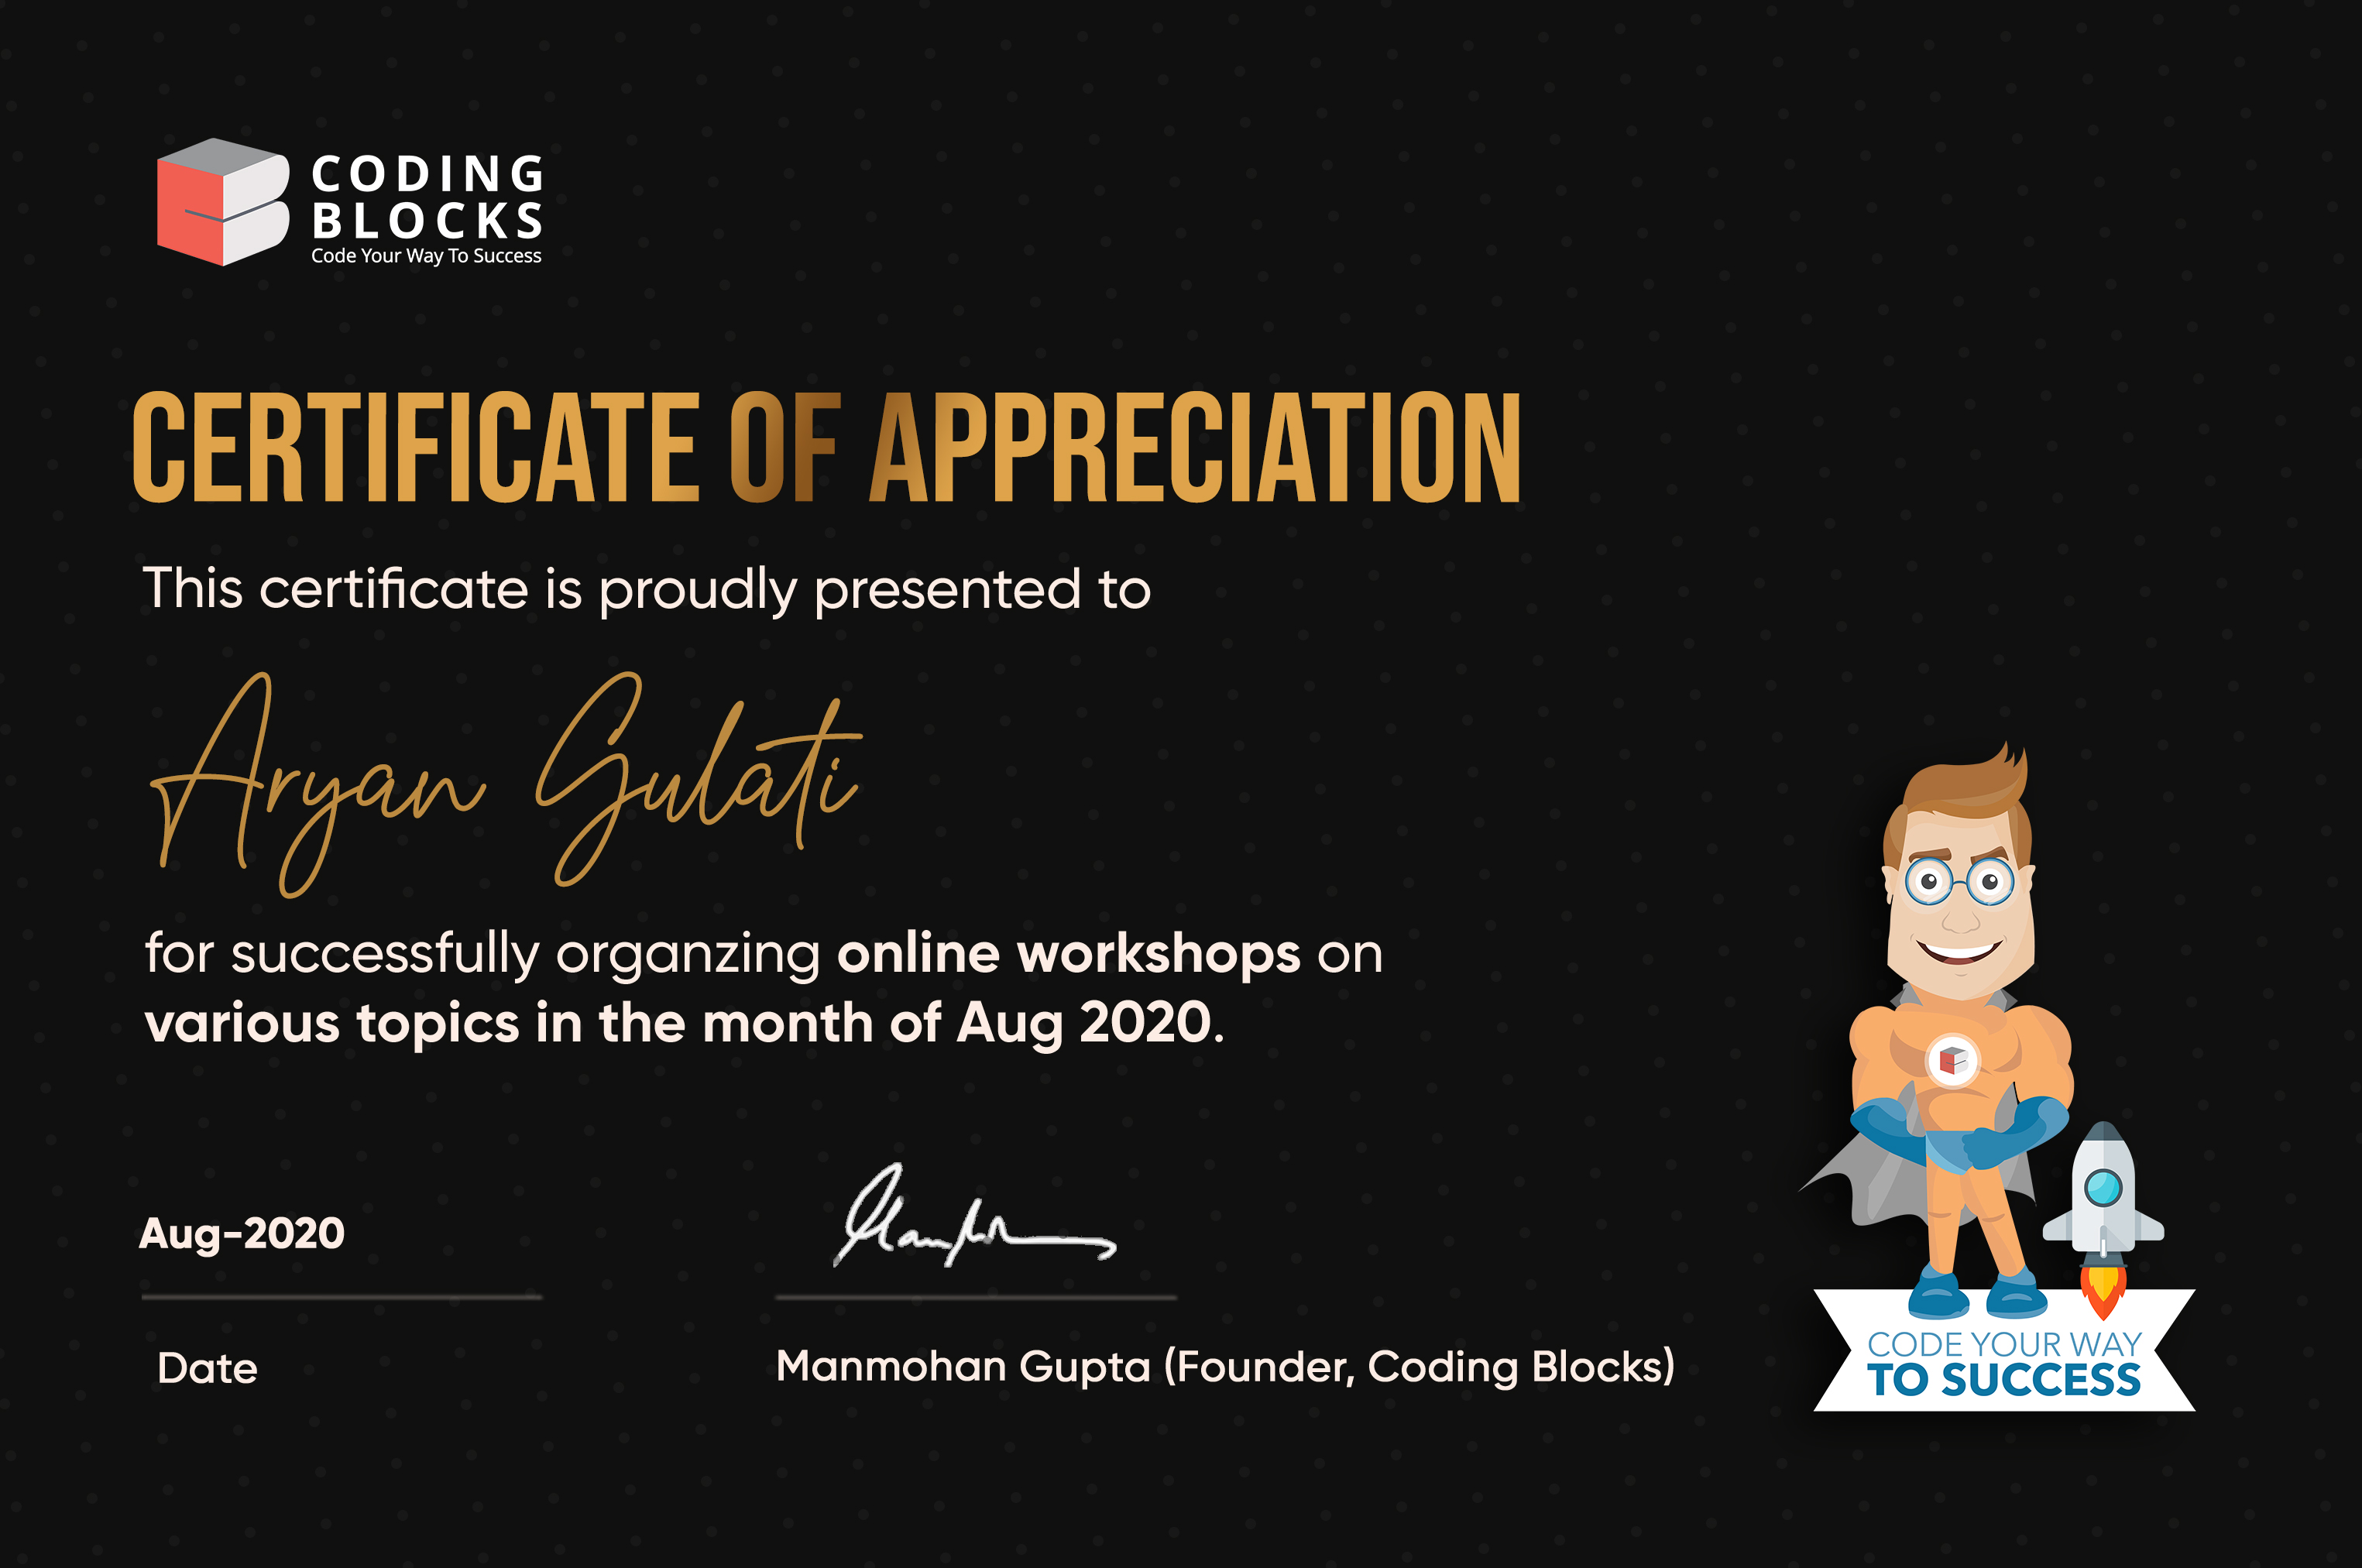 CODING
BLOCKS
Code Your Way To Success
CERTIFICATE OF APPRECIATION
This certificate is proudly presented to
Aryan Gulati
for successfully organzing online workshops on
various topics in the month of Aug 2020.
Aug-2020
Date
Manmohan Gupta (Founder, Coding Blocks)
CODE YOUR WAY
TO SUCCESS